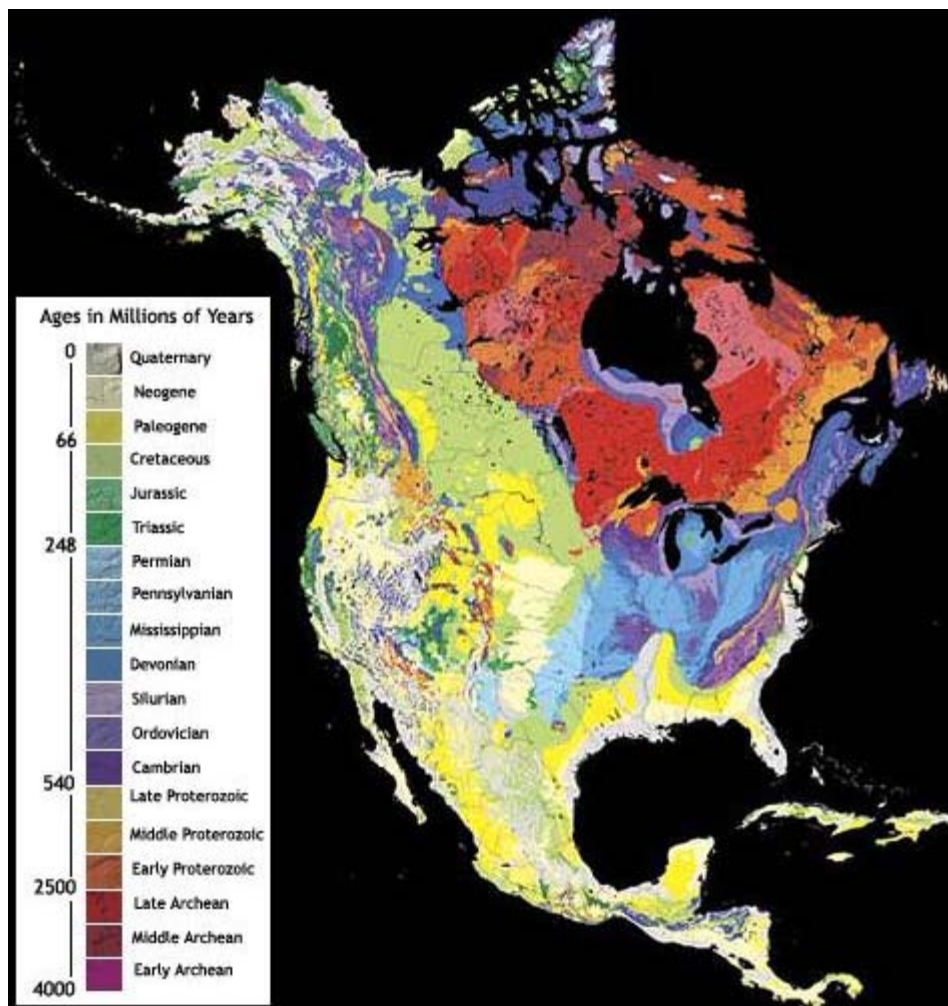 Ages in Millions of Years
0
Quaternary
Neogene
Paleogene
66
Cretaceous
Jurassic
Triassic
248
Permian
Pennsylvanian
Mississippian
Devonian
Silurian
Ordovician
Cambrian
540
Late Proterozoic
Middle Proterozoic
Early Proterozoic
2500
Late Archean
Middle Archean
Early Archean
4000